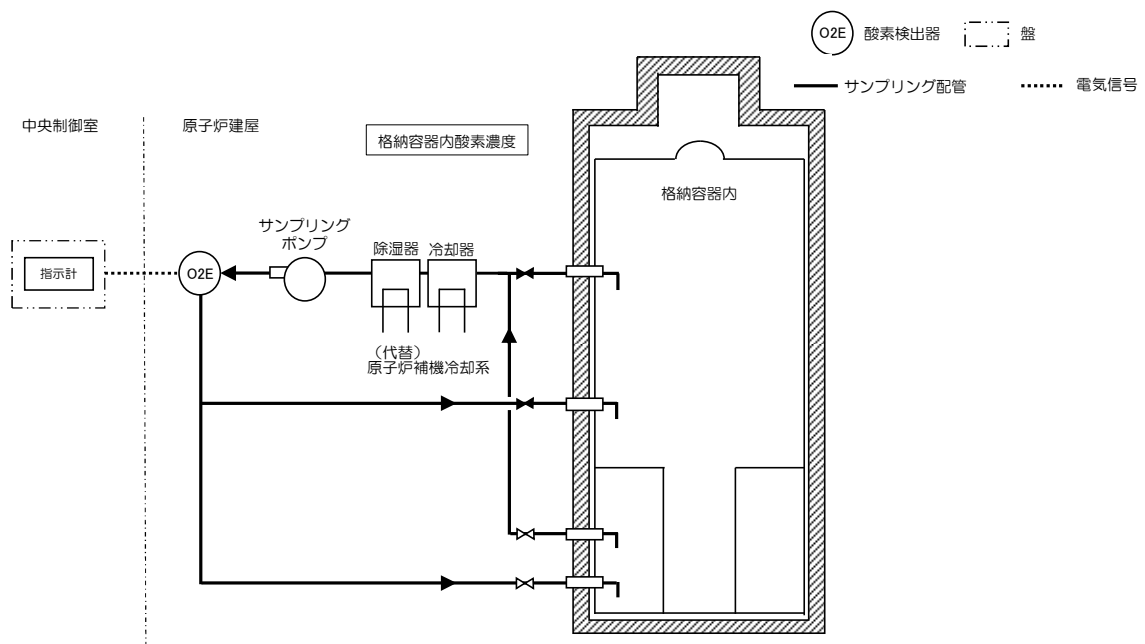 O2E 酸素検出器 盤
サンプリング配管 電気信号
中央制御室 原子炉建屋
格納容器内酸素濃度
格納容器内
サンプリング
ポンプ
除湿器 冷却器
指示計
O2E
（代替）
原子炉補機冷却系